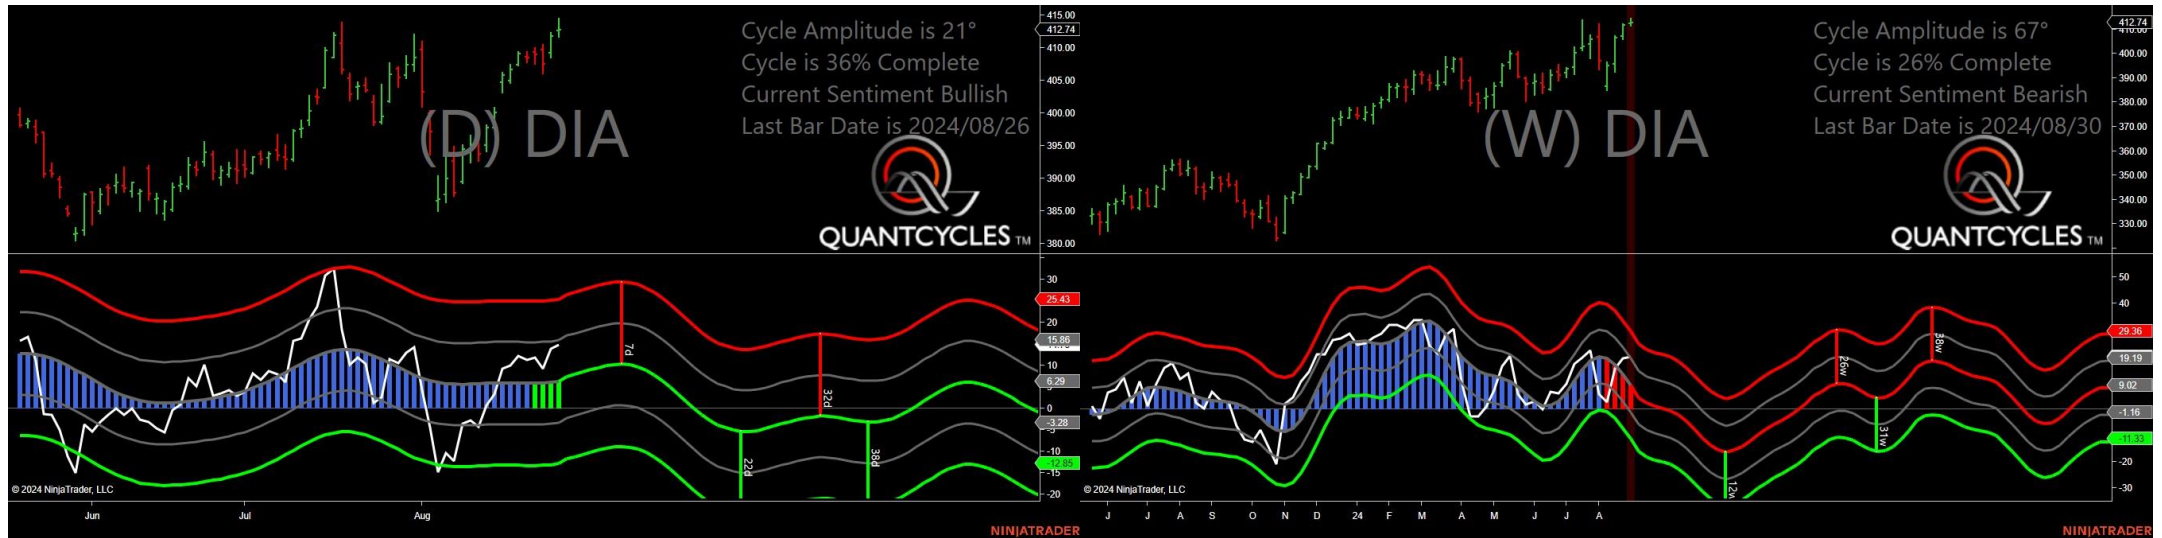 Cycle Amplitude is 21°
Cycle is 36% Complete
Current Sentiment Bullish
Last Bar Date is 2024/08/26
(D) DIA
QUANTCYCLES TM
415.00
412.74
410.00
405.00
400.00
395.00
390.00
385.00
380.00
30
25.43
20
15.86
10
6.29
0
-3.28
-10
-12.85
-15
-20
7d
22d
32d
38d
© 2024 NinjaTrader, LLC
Jun
Jul
Aug
NINJATRADER
Cycle Amplitude is 67°
Cycle is 26% Complete
Current Sentiment Bearish
Last Bar Date is 2024/08/30
(W) DIA
QUANTCYCLES TM
412.74
410.00
400.00
390.00
380.00
370.00
360.00
350.00
340.00
330.00
50
40
29.36
19.19
9.02
-1.16
-11.33
-20
-30
12w
26w
31w
38w
© 2024 NinjaTrader, LLC
J
J
A
S
O
N
D
24
F
M
A
M
J
J
A
NINJATRADER